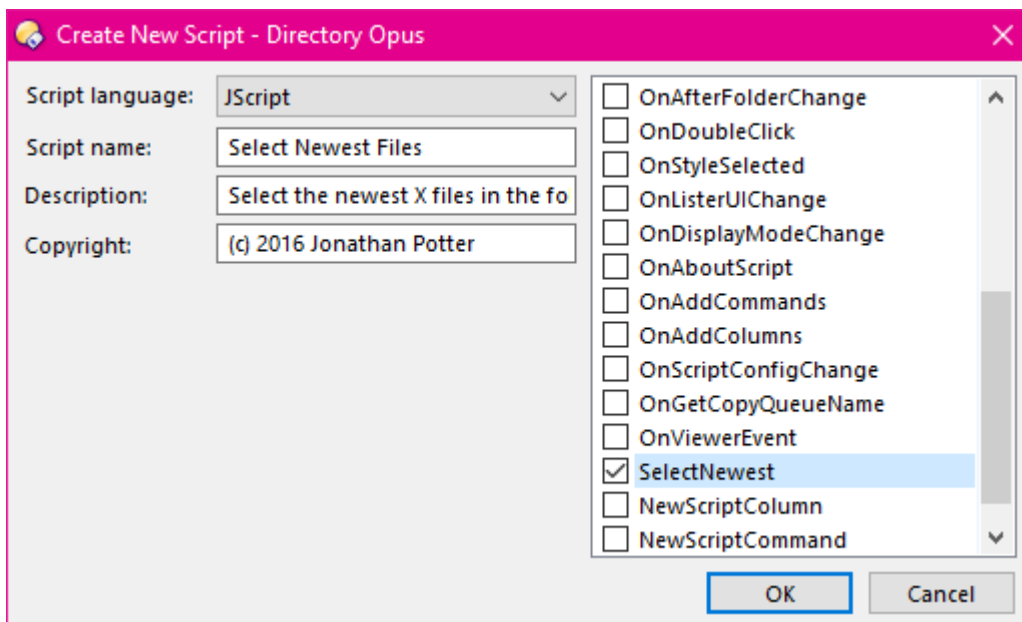 Create New Script - Directory Opus
Script language: JScript
Script name: Select Newest Files
Description: Select the newest X files in the fo
Copyright: (c) 2016 Jonathan Potter
OnAfterFolderChange
OnDoubleClick
OnStyleSelected
OnListerUIChange
OnDisplayModeChange
OnAboutScript
OnAddCommands
OnAddColumns
OnScriptConfigChange
OnGetCopyQueueName
OnViewerEvent
SelectNewest
NewScriptColumn
NewScriptCommand
OK Cancel